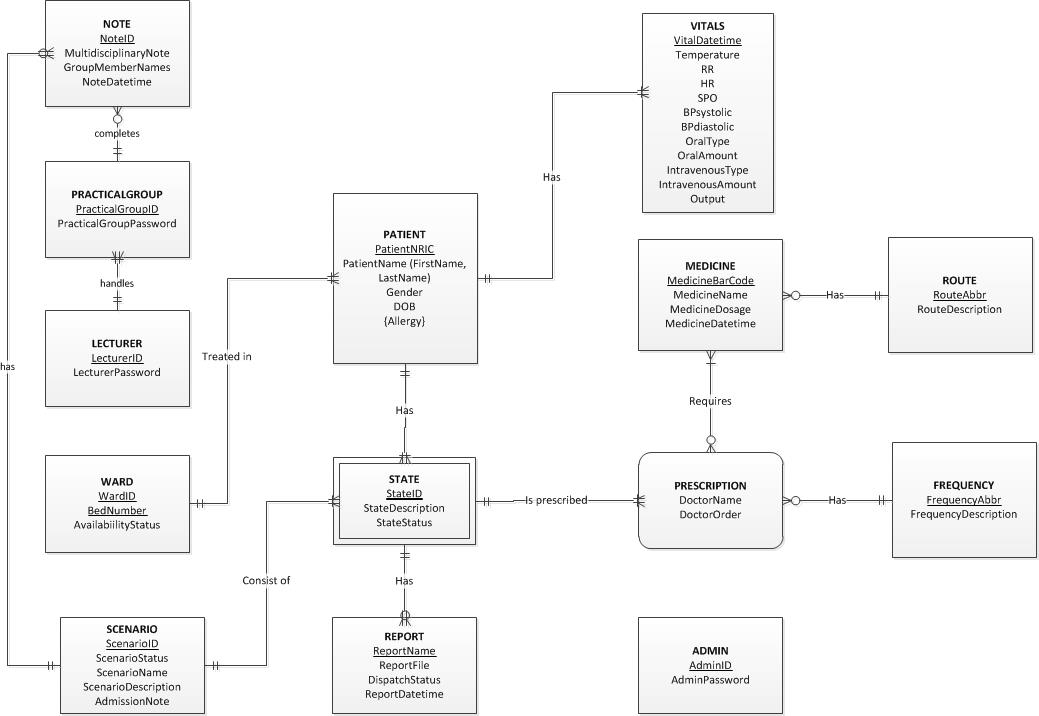 NOTE
NoteID
MultidisciplinaryNote
GroupMemberNames
NoteDatetime
completes
PRACTICALGROUP
PracticalGroupID
PracticalGroupPassword
handles
LECTURER
LecturerID
LecturerPassword
has
WARD
WardID
BedNumber
AvailabiilityStatus
Treated in
SCENARIO
ScenarioID
ScenarioStatus
ScenarioName
ScenarioDescription
AdmissionNote
Consist of
PATIENT
PatientNRIC
PatientName (FirstName,
LastName)
Gender
DOB
{Allergy}
Has
Has
STATE
StateID
StateDescription
StateStatus
Has
REPORT
ReportName
ReportFile
DispatchStatus
ReportDatetime
Is prescribed
VITALS
VitalDatetime
Temperature
RR
HR
SPO
BPsystolic
BPdiastolic
OralType
OralAmount
IntravenousType
IntravenousAmount
Output
MEDICINE
MedicineBarCode
MedicineName
MedicineDosage
MedicineDatetime
Has
ROUTE
RouteAbbr
RouteDescription
Requires
PRESCRIPTION
DoctorName
DoctorOrder
Has
FREQUENCY
FrequencyAbbr
FrequencyDescription
ADMIN
AdminID
AdminPassword